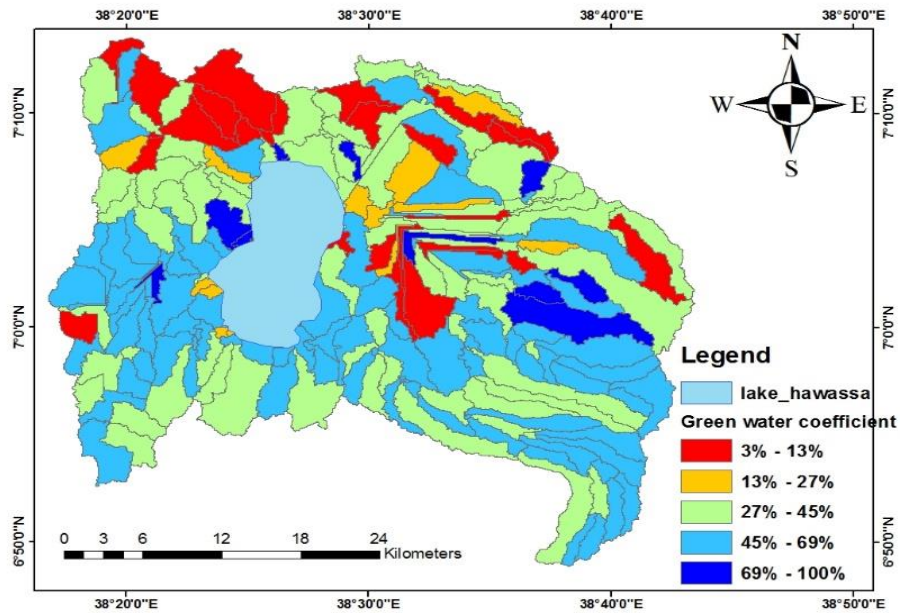 38°20'0"E 38°30'0"E 38°40'0"E 38°50'0"E
N
W E
S
7°10'0"N 7°10'0"N
7°0'0"N 7°0'0"N
6°50'0"N 6°50'0"N
Legend
lake_hawassa
Green water coefficient
3% - 13%
13% - 27%
27% - 45%
45% - 69%
69% - 100%
0 3 6 12 18 24
Kilometers
38°20'0"E 38°30'0"E 38°40'0"E 38°50'0"E